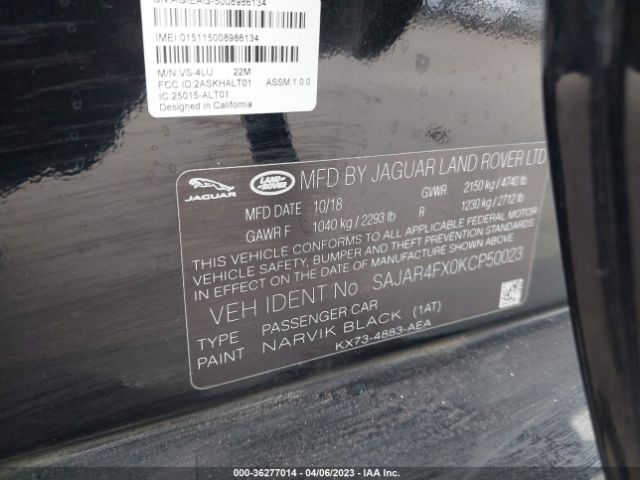 IMEI:015115008986134
M/N:VS-4LU 22M
FCC ID:2ASKHALT01 ASSM:1.0.0
IC:25015-ALT01
Designed in California
JAGUAR LAND ROVER MFD BY JAGUAR LAND ROVER LTD
MFD DATE 10/18 GVWR 2150 kg / 4740 lb
GAWR F 1040 kg / 2293 lb R 1230 kg / 2712 lb
THIS VEHICLE CONFORMS TO ALL APPLICABLE FEDERAL MOTOR
VEHICLE SAFETY, BUMPER AND THEFT PREVENTION STANDARDS
IN EFFECT ON THE DATE OF MANUFACTURE SHOWN ABOVE
VEH IDENT No SAJAR4FX0KCP50023
TYPE PASSENGER CAR
PAINT NARVIK BLACK (1AT)
KX73-4883-AEA
000-36277014 - 04/06/2023 - IAA, Inc.